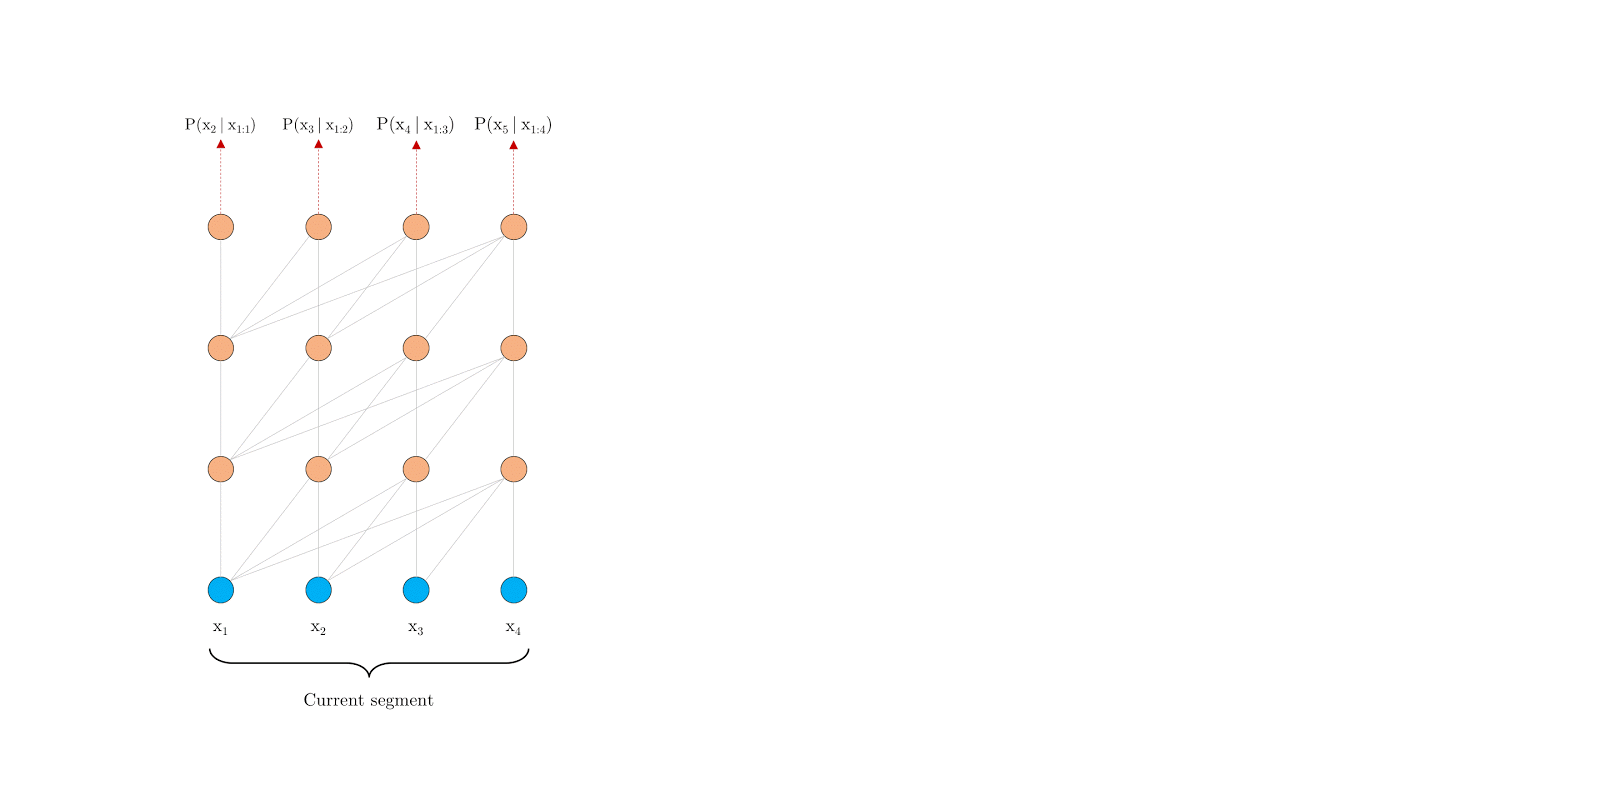 P(x₂ | x₁:₁) P(x₃ | x₁:₂) P(x₄ | x₁:₃) P(x₅ | x₁:₄)
x₁ x₂ x₃ x₄
Current segment